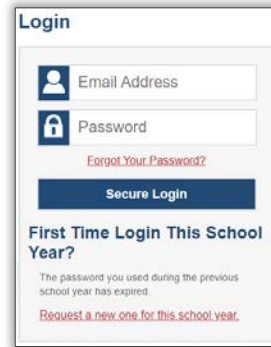 Login
Email Address
Password
Forgot Your Password?
Secure Login
First Time Login This School
Year?
The password you used during the previous
school year has expired.
Request a new one for this school year.